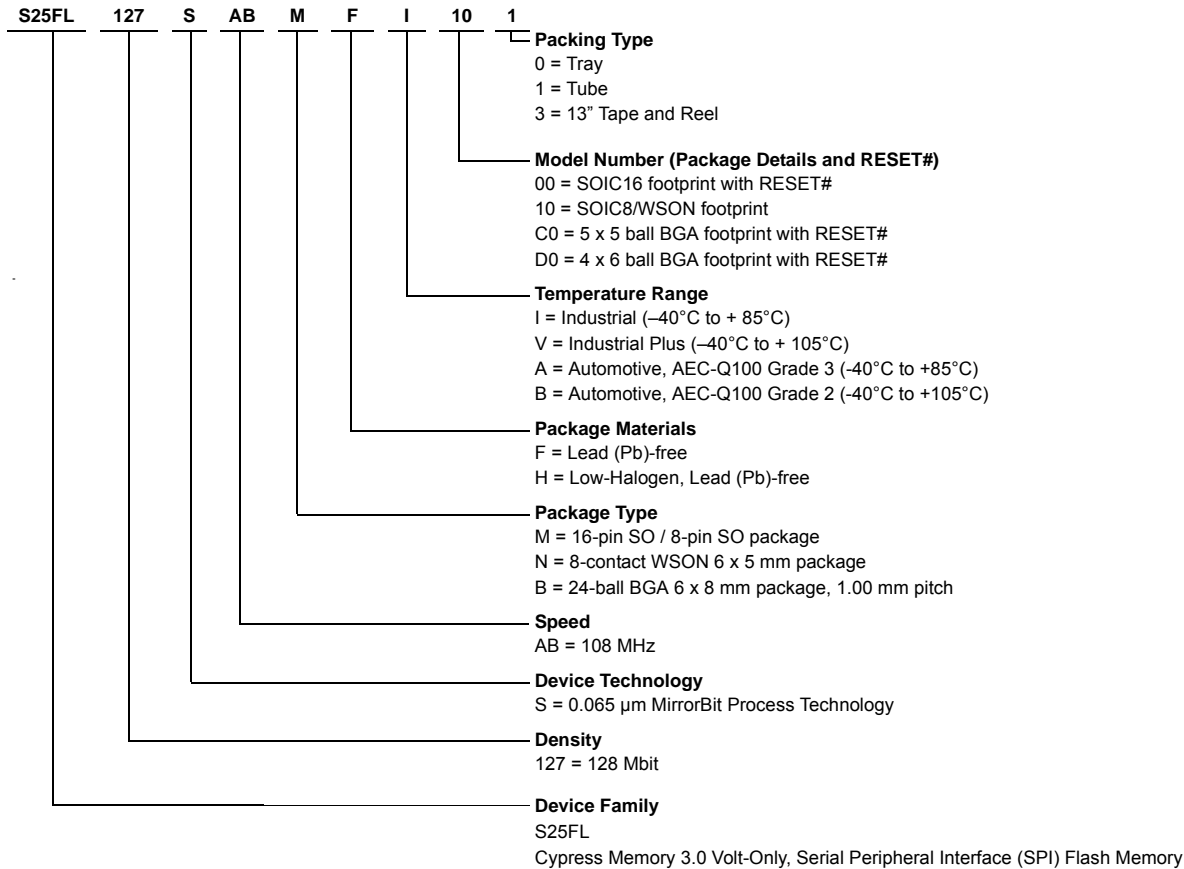 S25FL 127 S AB M F I 10 1
Packing Type
0 = Tray
1 = Tube
3 = 13” Tape and Reel
Model Number (Package Details and RESET#)
00 = SOIC16 footprint with RESET#
10 = SOIC8/WSON footprint
C0 = 5 x 5 ball BGA footprint with RESET#
D0 = 4 x 6 ball BGA footprint with RESET#
Temperature Range
I = Industrial (–40°C to + 85°C)
V = Industrial Plus (–40°C to + 105°C)
A = Automotive, AEC-Q100 Grade 3 (-40°C to +85°C)
B = Automotive, AEC-Q100 Grade 2 (-40°C to +105°C)
Package Materials
F = Lead (Pb)-free
H = Low-Halogen, Lead (Pb)-free
Package Type
M = 16-pin SO / 8-pin SO package
N = 8-contact WSON 6 x 5 mm package
B = 24-ball BGA 6 x 8 mm package, 1.00 mm pitch
Speed
AB = 108 MHz
Device Technology
S = 0.065 µm MirrorBit Process Technology
Density
127 = 128 Mbit
Device Family
S25FL
Cypress Memory 3.0 Volt-Only, Serial Peripheral Interface (SPI) Flash Memory